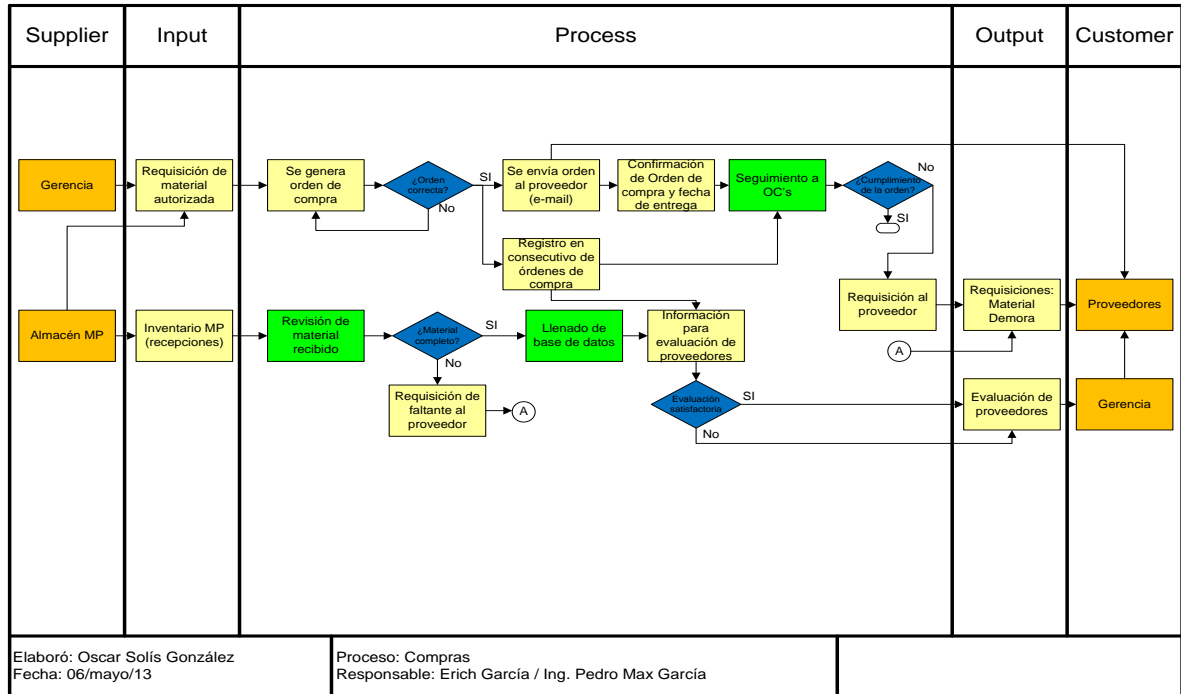 Supplier
Input
Process
Output
Customer
Gerencia
Requisición de
material
autorizada
Se genera
orden de
compra
¿Orden
correcta?
SI
No
Se envía orden
al proveedor
(e-mail)
Confirmación
de Orden de
compra y fecha
de entrega
Seguimiento a
OC's
¿Cumplimiento
de la orden?
No
SI
Registro en
consecutivo de
órdenes de
compra
Requisición al
proveedor
Requisiciones:
Material
Demora
Proveedores
Almacén MP
Inventario MP
(recepciones)
Revisión de
material
recibido
¿Material
completo?
SI
No
Llenado de
base de datos
Información
para
evaluación de
proveedores
A
Requisición de
faltante al
proveedor
A
Evaluación
satisfactoria
SI
No
Evaluación de
proveedores
Gerencia
Elaboró: Oscar Solís González
Fecha: 06/mayo/13
Proceso: Compras
Responsable: Erich García / Ing. Pedro Max García